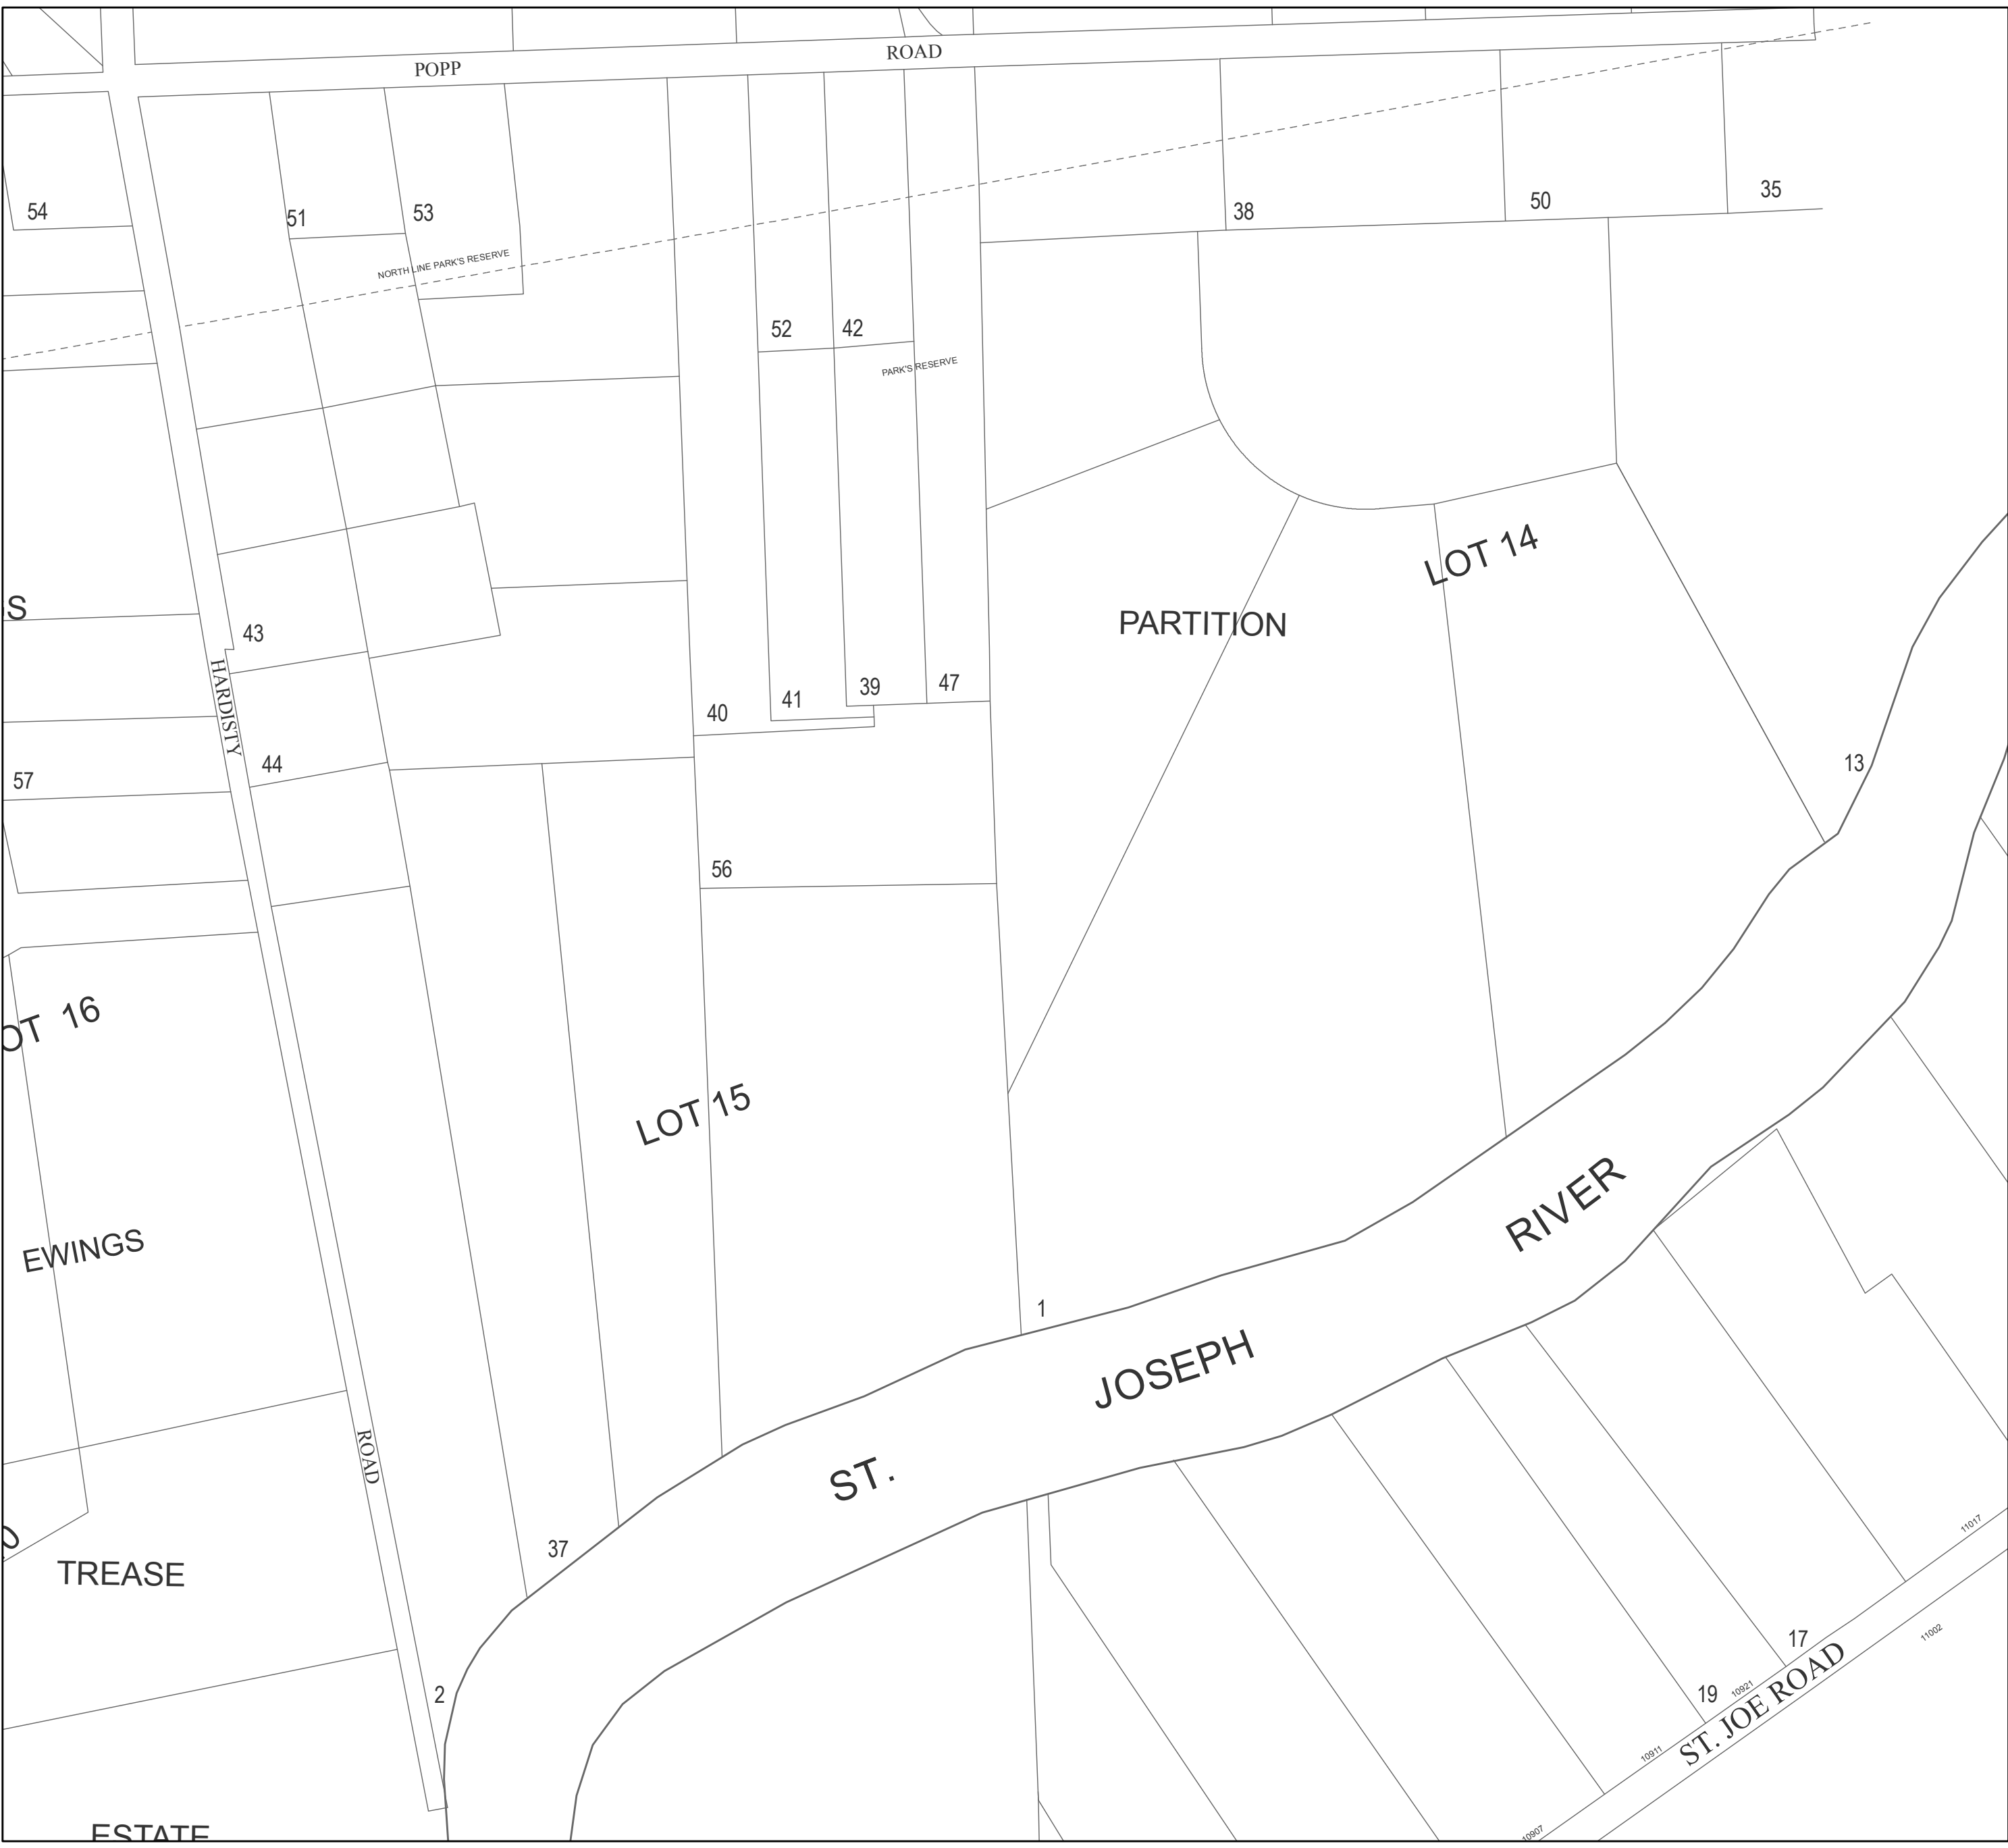 POPP
ROAD
54
51
53
38
50
35
NORTH LINE PARK'S RESERVE
52
42
PARK'S RESERVE
LOT 14
S
PARTITION
43
HARDISTY
40
41
39
47
44
57
13
56
OT 16
LOT 15
RIVER
EWINGS
1
JOSEPH
ROAD
ST.
37
TREASE
11017
17
11002
2
19
10921
ST. JOE ROAD
10911
10907
ESTATE